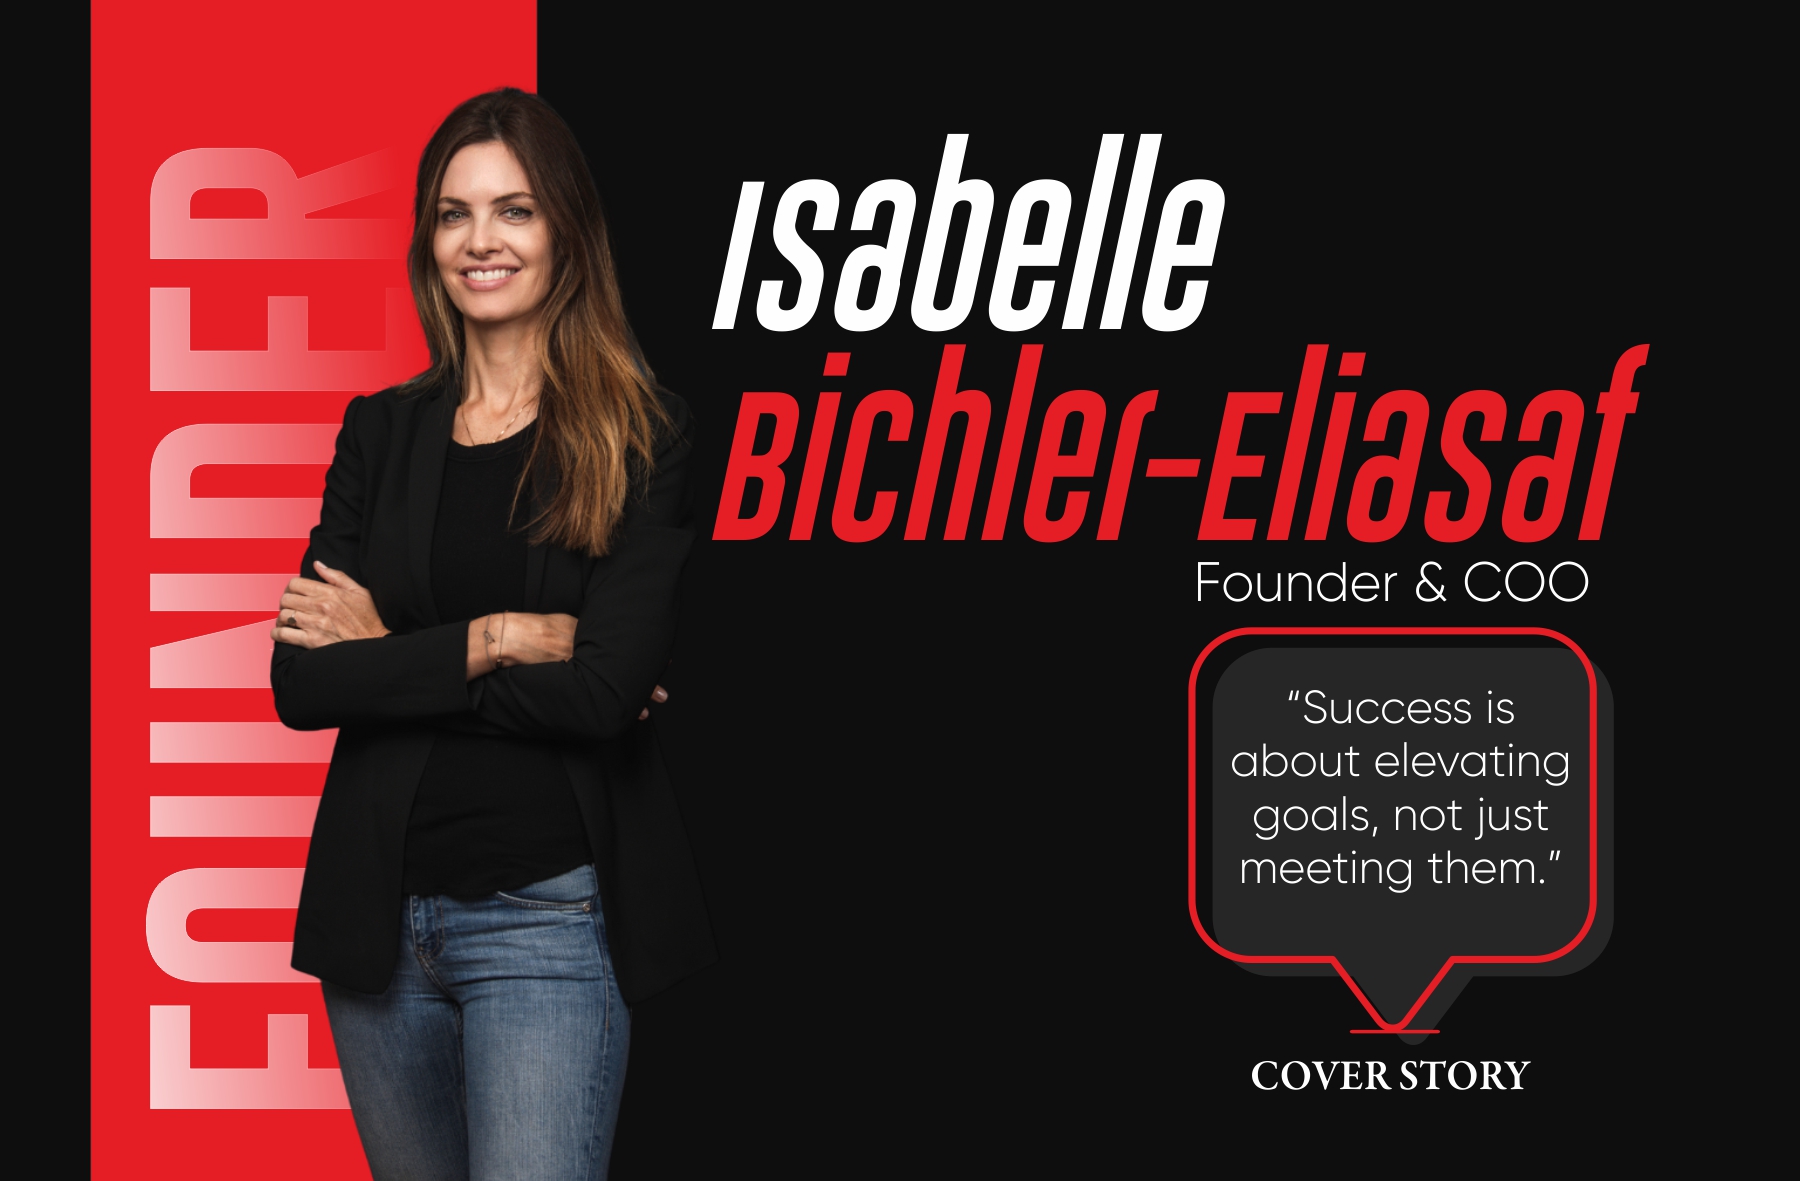 FOUNDER
Isabelle
Bichler-Eliasaf
Founder & COO
“Success is
about elevating
goals, not just
meeting them.”
COVER STORY